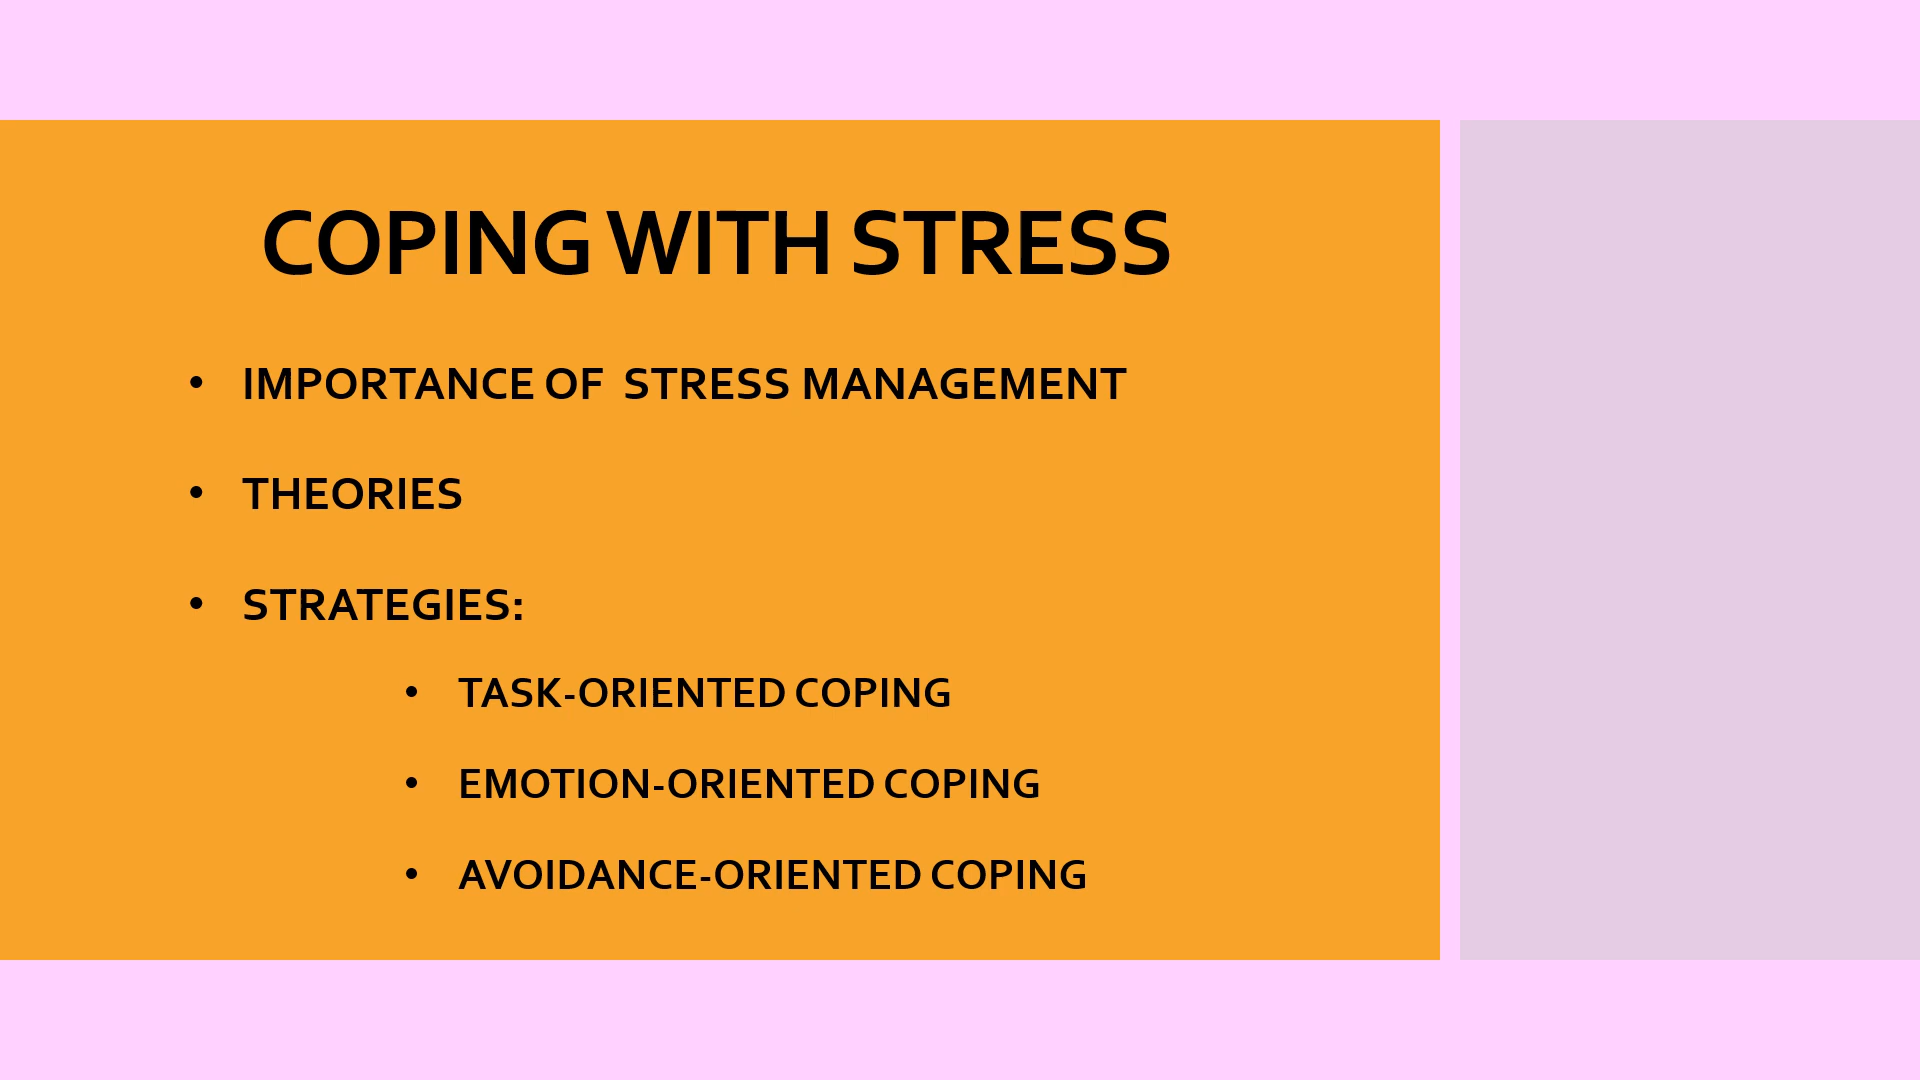 COPING WITH STRESS
• IMPORTANCE OF  STRESS MANAGEMENT
• THEORIES
• STRATEGIES:
• TASK-ORIENTED COPING
• EMOTION-ORIENTED COPING
• AVOIDANCE-ORIENTED COPING